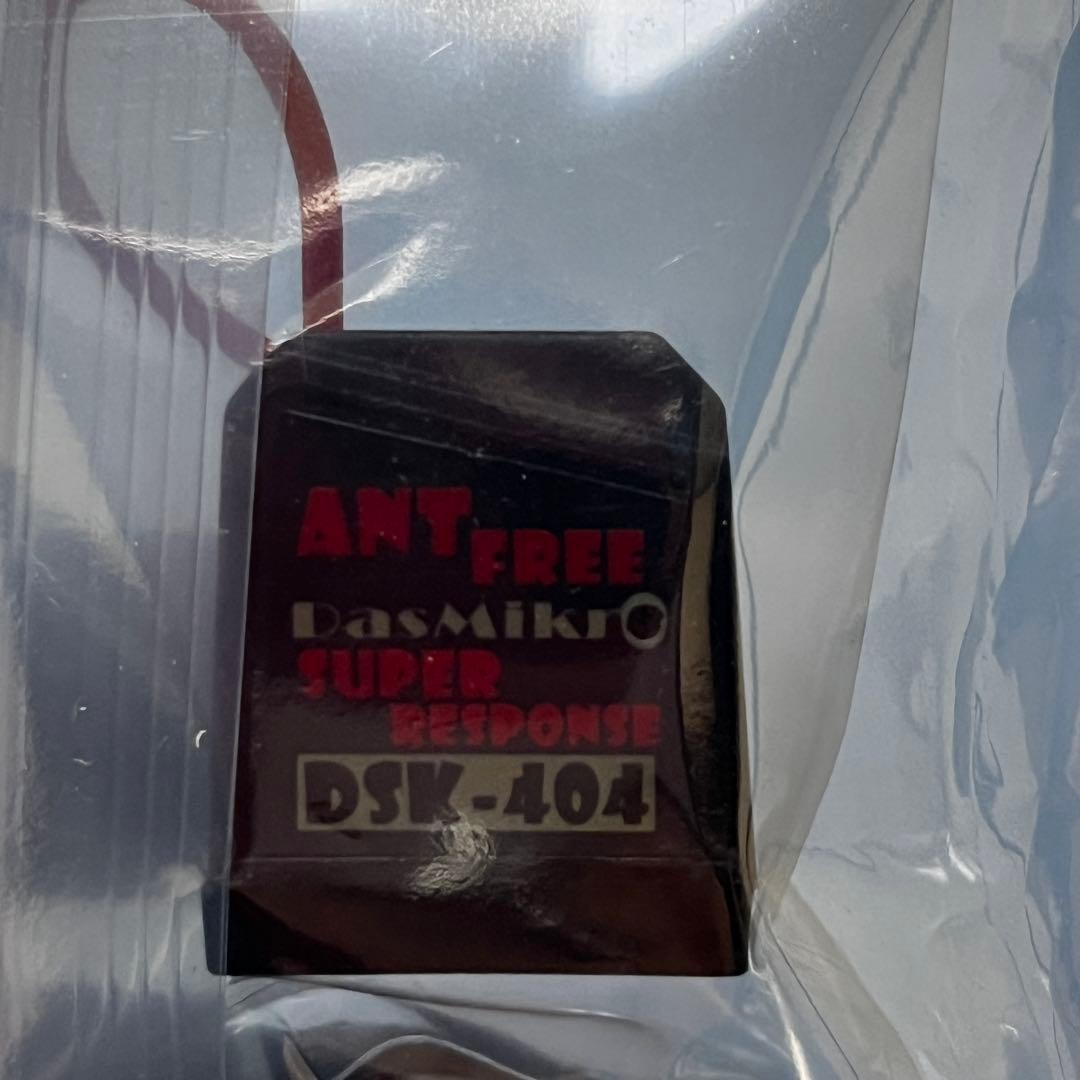 ANT
FREE
DasMikro
SUPER
RESPONSE
DSK-404